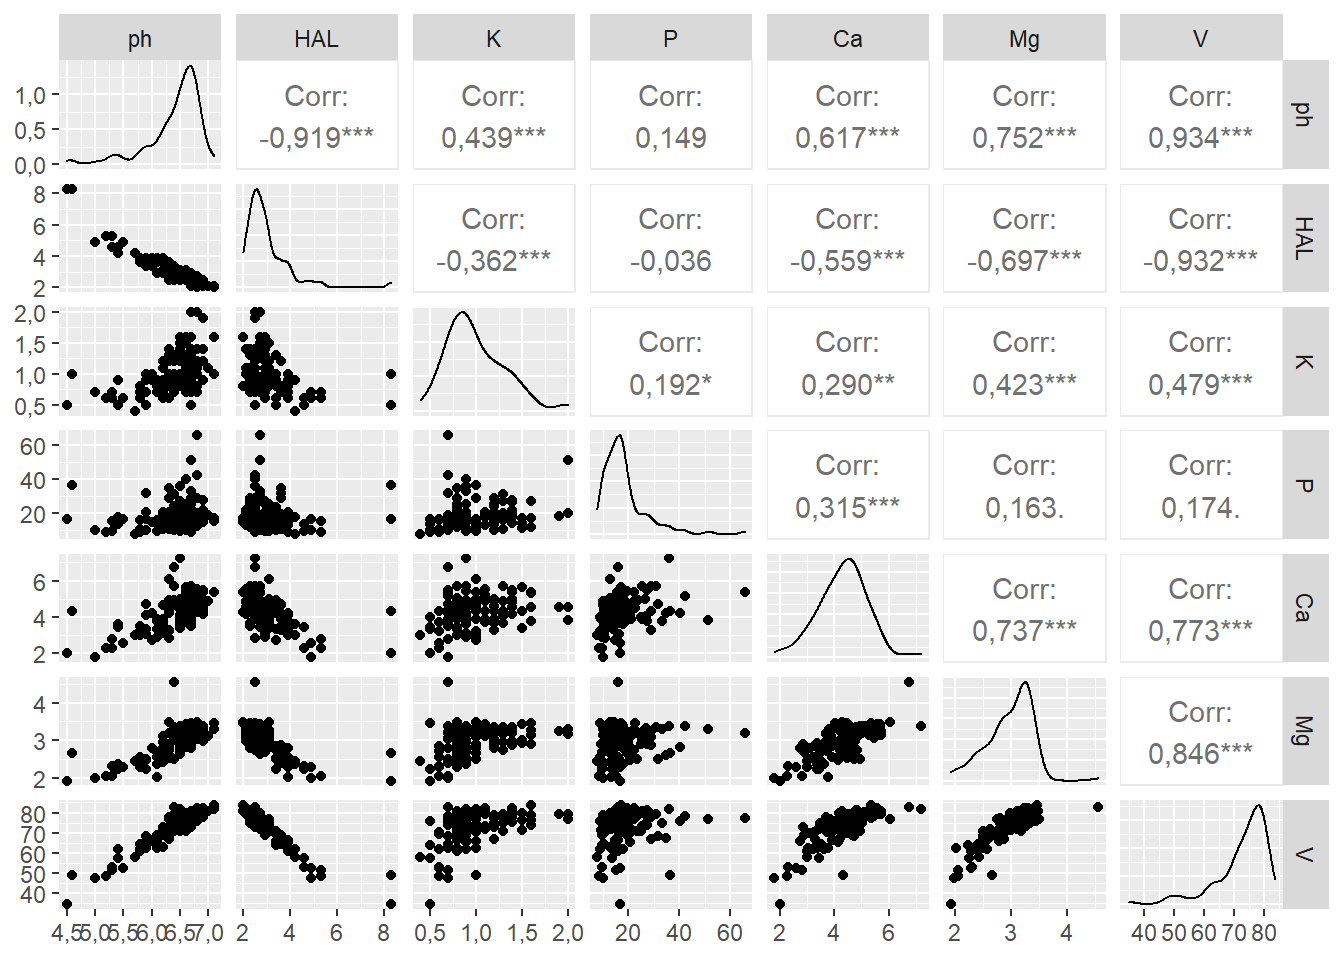 ph HAL K P Ca Mg V
1,0
0,5
0,0
Corr:
-0,919***
Corr:
0,439***
Corr:
0,149
Corr:
0,617***
Corr:
0,752***
Corr:
0,934***
ph
8
6
4
2
Corr:
-0,362***
Corr:
-0,036
Corr:
-0,559***
Corr:
-0,697***
Corr:
-0,932***
HAL
2,0
1,5
1,0
0,5
Corr:
0,192*
Corr:
0,290**
Corr:
0,423***
Corr:
0,479***
K
60
40
20
Corr:
0,315***
Corr:
0,163.
Corr:
0,174.
P
6
4
2
Corr:
0,737***
Corr:
0,773***
Ca
4
3
2
Corr:
0,846***
Mg
80
70
60
50
40
V
4,5 5,0 5,5 6,0 6,5 7,0
2 4 6 8
0,5 1,0 1,5 2,0
20 40 60
2 4 6
2 3 4
40 50 60 70 80